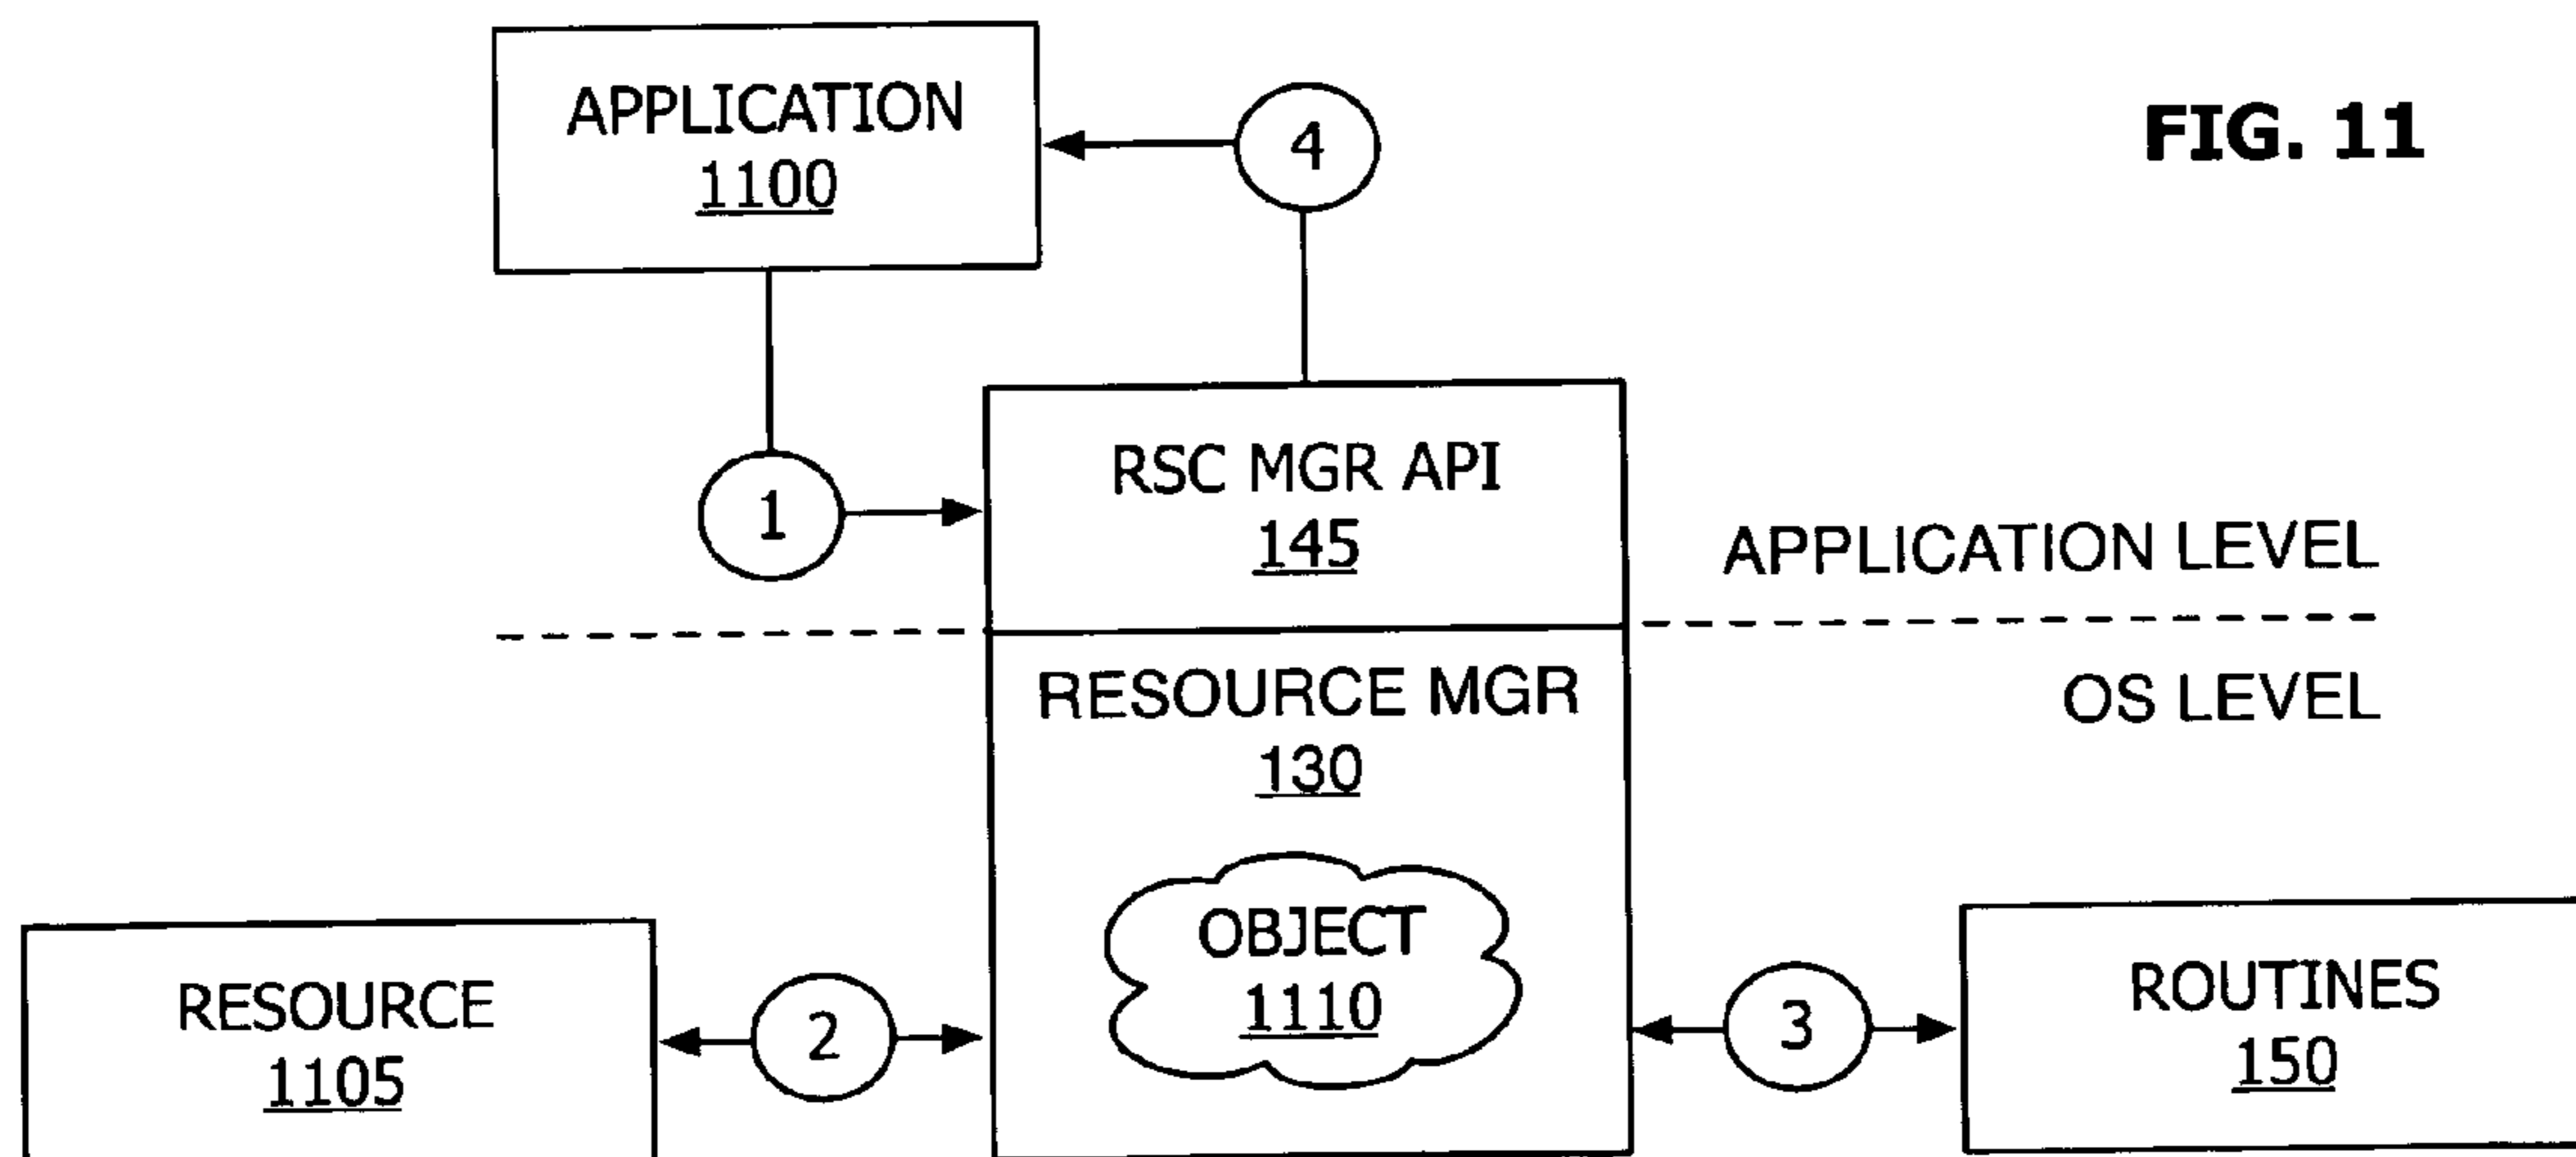 APPLICATION
1100
4
FIG. 11
1
RSC MGR API
145
APPLICATION LEVEL
RESOURCE MGR
130
OS LEVEL
OBJECT
1110
RESOURCE
1105
2
3
ROUTINES
150